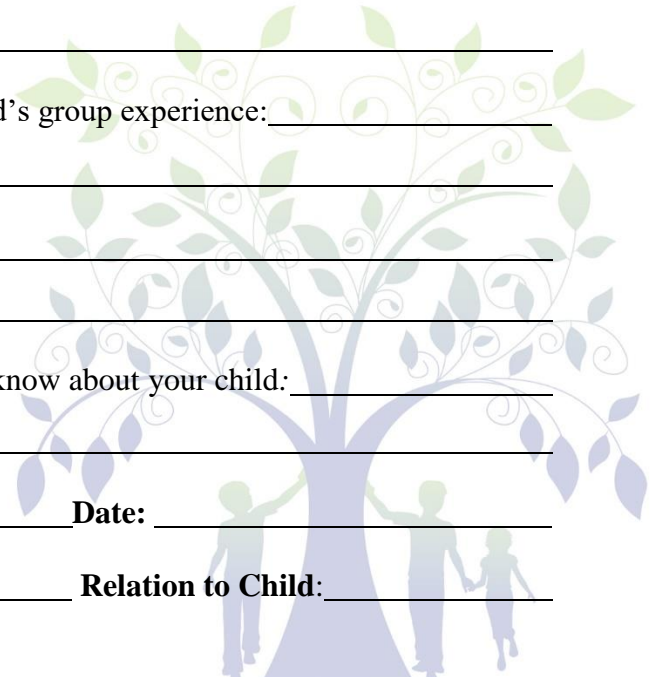 d’s group experience:
know about your child:
Date:
Relation to Child: